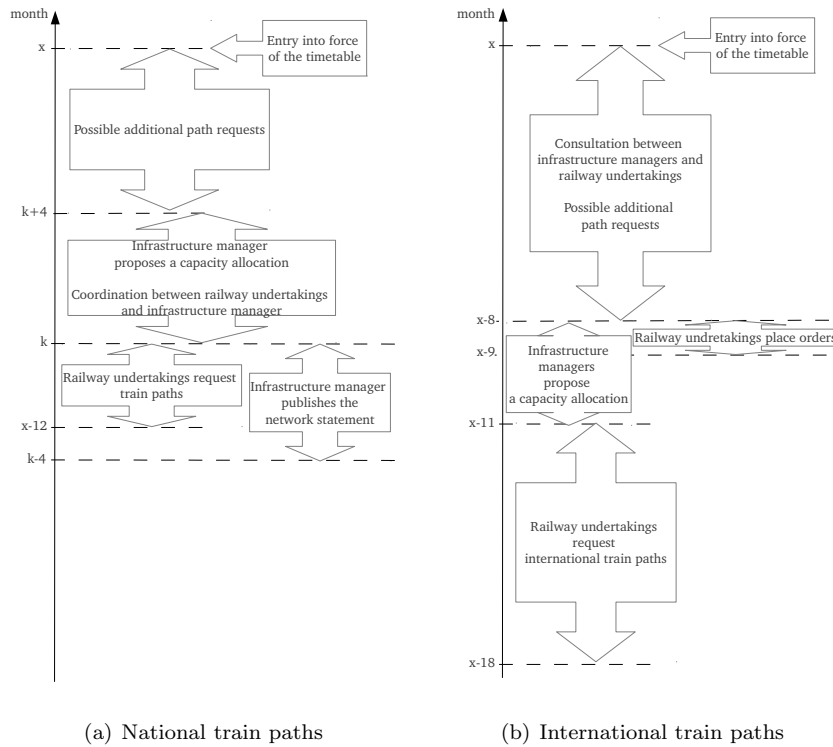 month
x
Entry into force
of the timetable
Possible additional path requests
k+4
Infrastructure manager
proposes a capacity allocation
Coordination between railway undertakings
and infrastructure manager
k
Railway undertakings request
train paths
Infrastructure manager
publishes the
network statement
x-12
k-4
(a) National train paths
month
x
Entry into force
of the timetable
Consultation between
infrastructure managers and
railway undertakings
Possible additional
path requests
x-8
Railway undretakings place orders
x-9
Infrastructure
managers
propose
a capacity allocation
x-11
Railway undertakings
request
international train paths
x-18
(b) International train paths